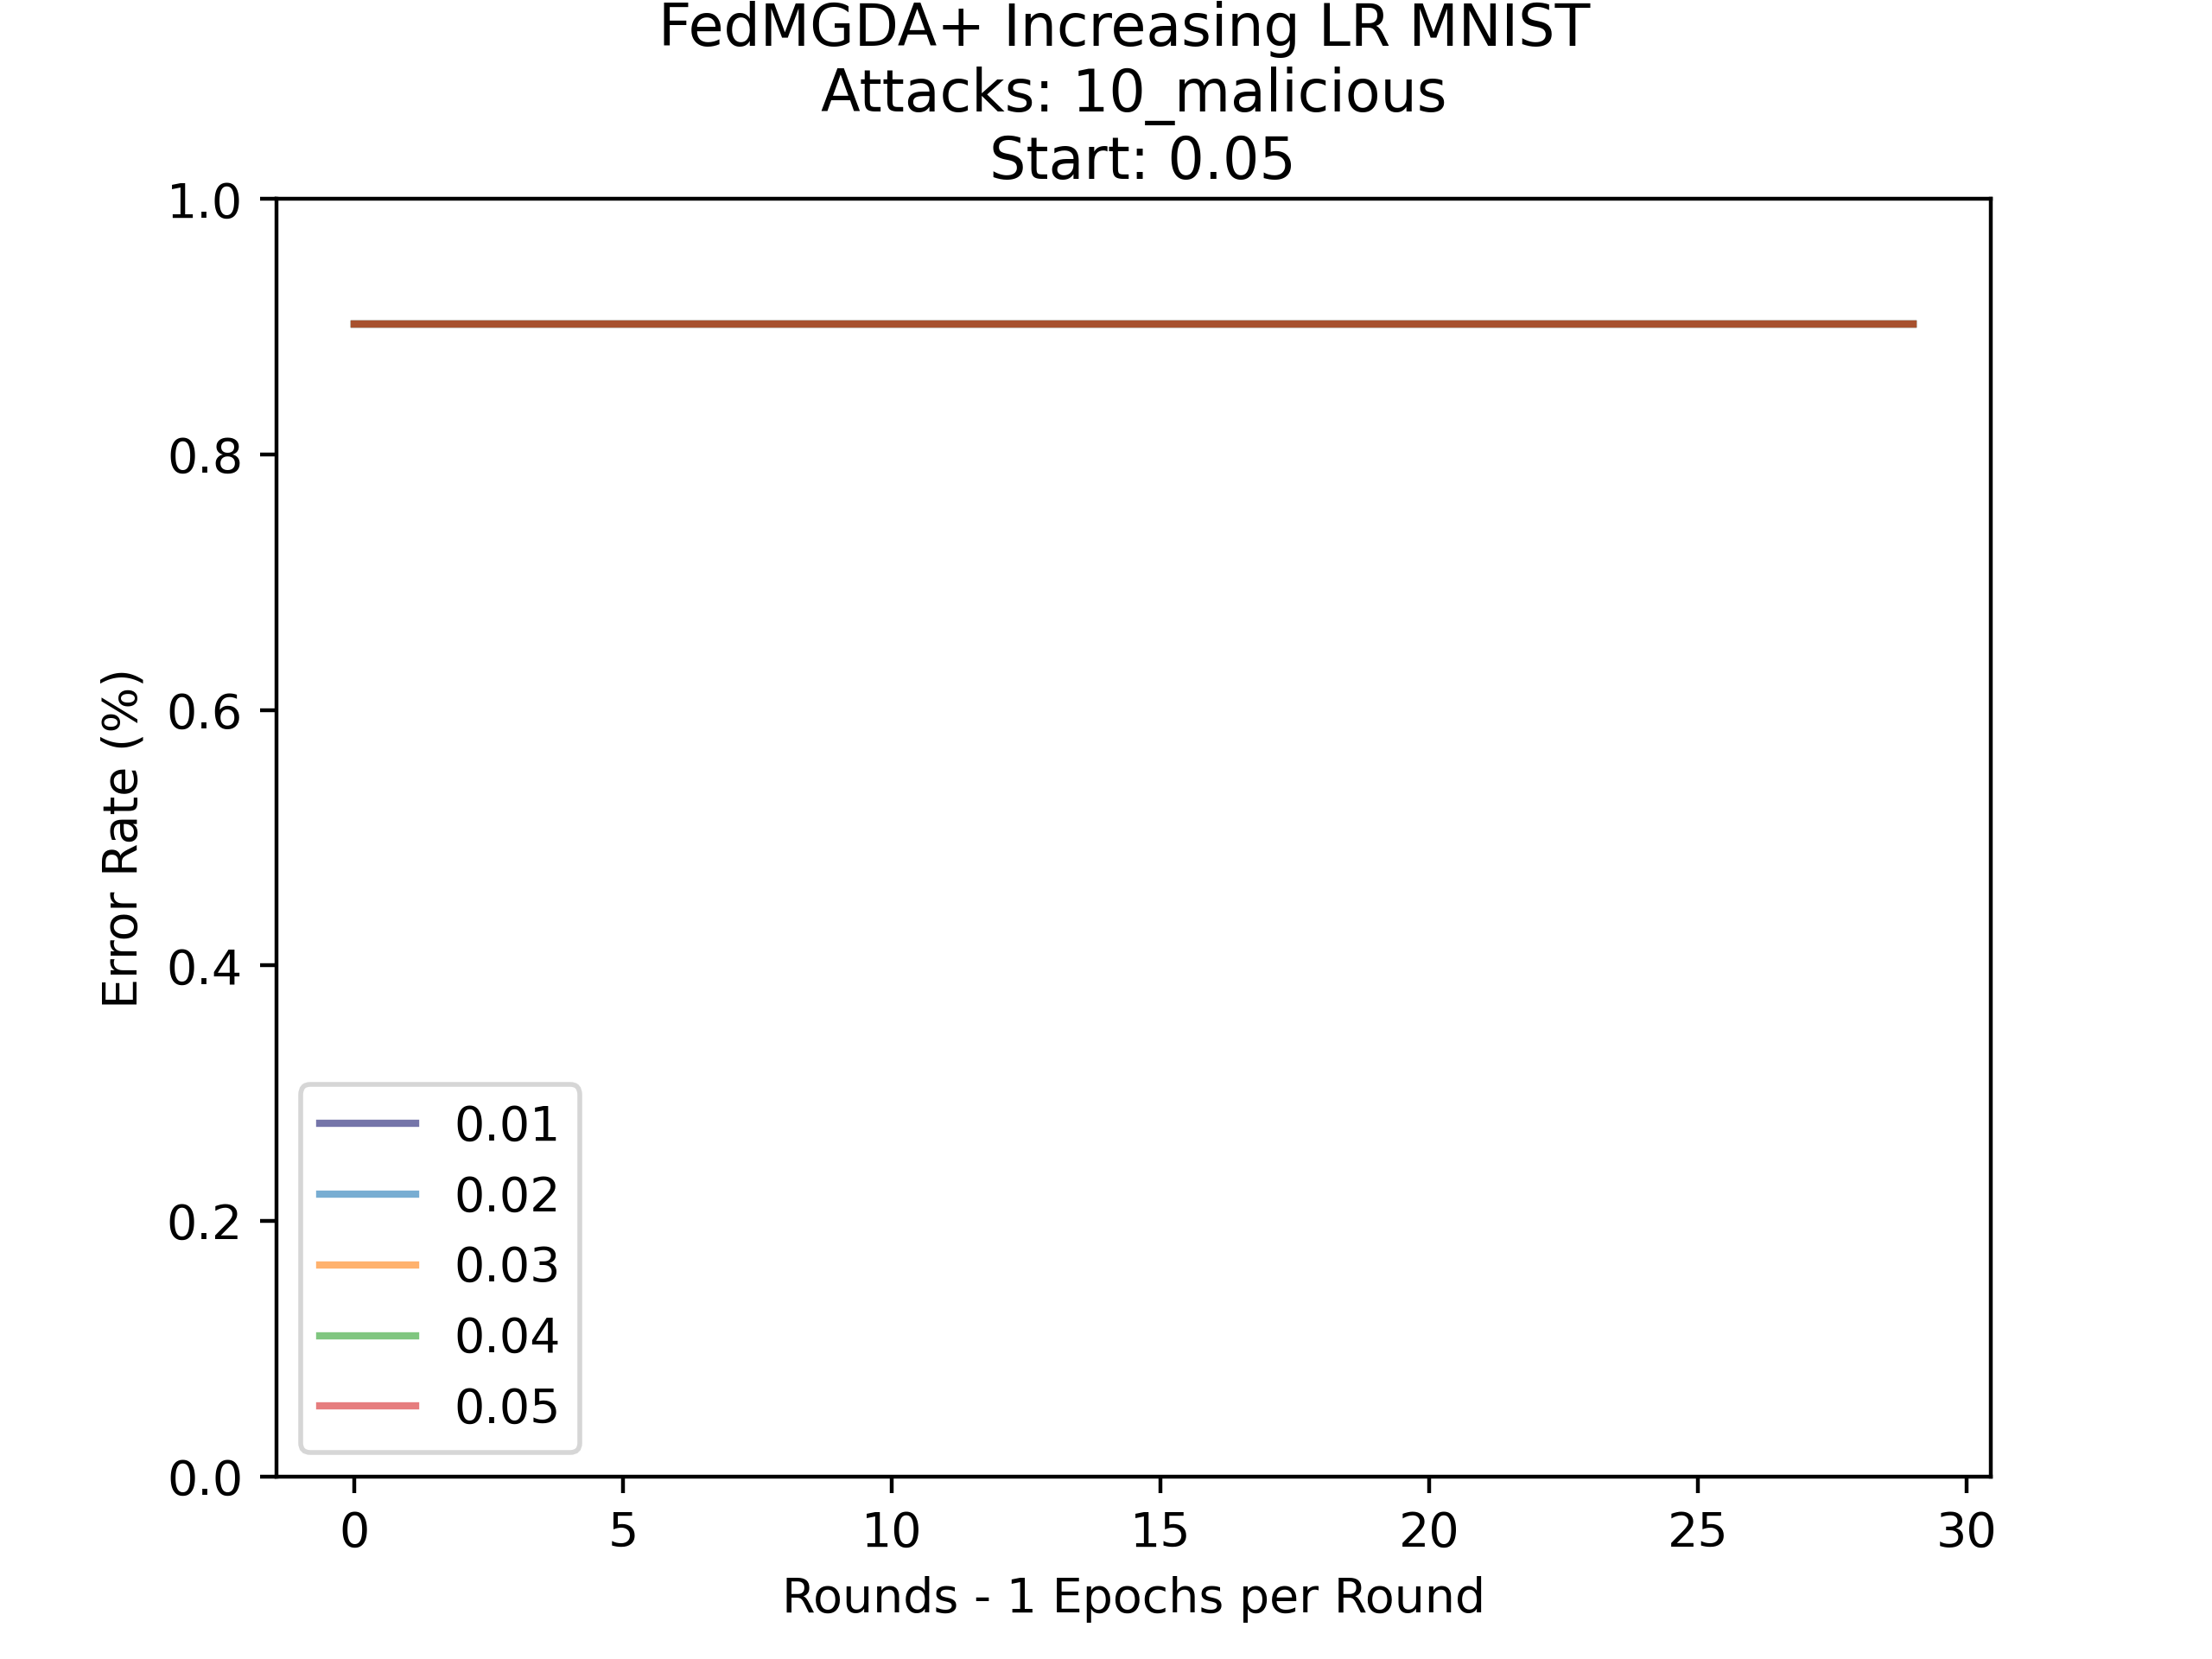 FedMGDA+ Increasing LR MNIST
Attacks: 10_malicious
Start: 0.05
1.0
0.8
0.6
0.4
0.2
0.0
Error Rate (%)
0.01
0.02
0.03
0.04
0.05
0 5 10 15 20 25 30
Rounds - 1 Epochs per Round